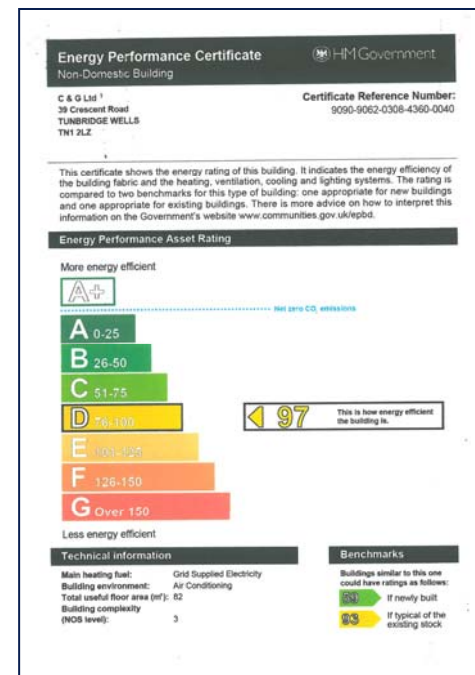 Energy Performance Certificate
HM Government
Non-Domestic Building
C & G Ltd
39 Crescent Road
TUNBRIDGE WELLS
TN1 2LZ
Certificate Reference Number:
9090-9062-0308-4360-0040
This certificate shows the energy rating of this building. It indicates the energy efficiency of
the building fabric and the heating, ventilation, cooling and lighting systems. The rating is
compared to two benchmarks for this type of building: one appropriate for new buildings
and one appropriate for existing buildings. There is more advice on how to interpret this
information on the Government's website www.communities.gov.uk/epbd.
Energy Performance Asset Rating
More energy efficient
A+
Net zero CO2 emissions
A 0-25
B 26-50
C 51-75
D 76-100
97
This is how energy efficient
the building is.
E 101-125
F 126-150
G Over 150
Less energy efficient
Technical information
Main heating fuel: Grid Supplied Electricity
Building environment: Air Conditioning
Total useful floor area (m²): 82
Building complexity
(NOS level): 3
Benchmarks
Buildings similar to this one
could have ratings as follows:
59 If newly built
93 If typical of the
existing stock